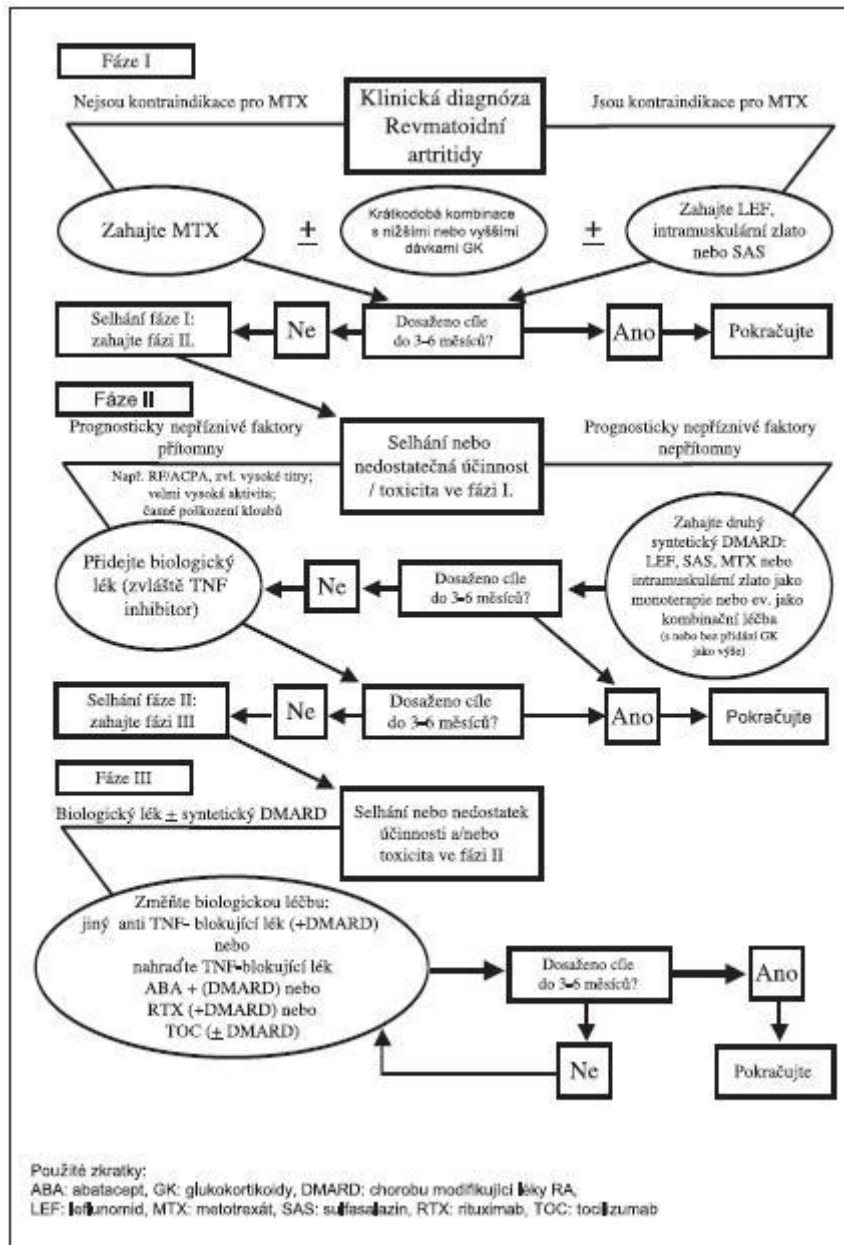 Fáze I
Nejsou kontraindikace pro MTX
Klinická diagnóza
Revmatoidní
artritidy
Jsou kontraindikace pro MTX
Zahajte MTX
±
Krátkodobá kombinace
s nižšími nebo vyššími
dávkami GK
±
Zahajte LEF,
intramuskulární zlato
nebo SAS
Selhání fáze I:
zahajte fázi II.
Ne
Dosaženo cíle
do 3–6 měsíců?
Ano
Pokračujte
Fáze II
Prognosticky nepříznivé faktory
přítomny
Např. RF/ACPA, zvl. vysoké titry;
velmi vysoká aktivita;
časné poškození kloubů
Selhání nebo
nedostatečná účinnost
/ toxicita ve fázi I.
Prognosticky nepříznivé faktory
nepřítomny
Přidejte biologický
lék (zvláště TNF
inhibitor)
Ne
Dosaženo cíle
do 3–6 měsíců?
Zahajte druhý
syntetický DMARD:
LEF, SAS, MTX nebo
intramuskulární zlato jako
monoterapie nebo ev. jako
kombinační léčba
(s nebo bez přidání GK
jako výše)
Selhání fáze II:
zahajte fázi III
Ne
Dosaženo cíle
do 3–6 měsíců?
Ano
Pokračujte
Fáze III
Biologický lék ± syntetický DMARD
Selhání nebo nedostatek
účinnosti a/nebo
toxicita ve fázi II
Změňte biologickou léčbu:
jiný anti TNF- blokující lék (+DMARD)
nebo
nahraďte TNF-blokující lék
ABA + (DMARD) nebo
RTX (+DMARD) nebo
TOC (± DMARD)
Dosaženo cíle
do 3–6 měsíců?
Ano
Ne
Pokračujte
Použité zkratky:
ABA: abatacept, GK: glukokortikoidy, DMARD: chorobu modifikující léky RA,
LEF: leflunomid, MTX: metotrexát, SAS: sulfasalazin, RTX: rituximab, TOC: tocilizumab